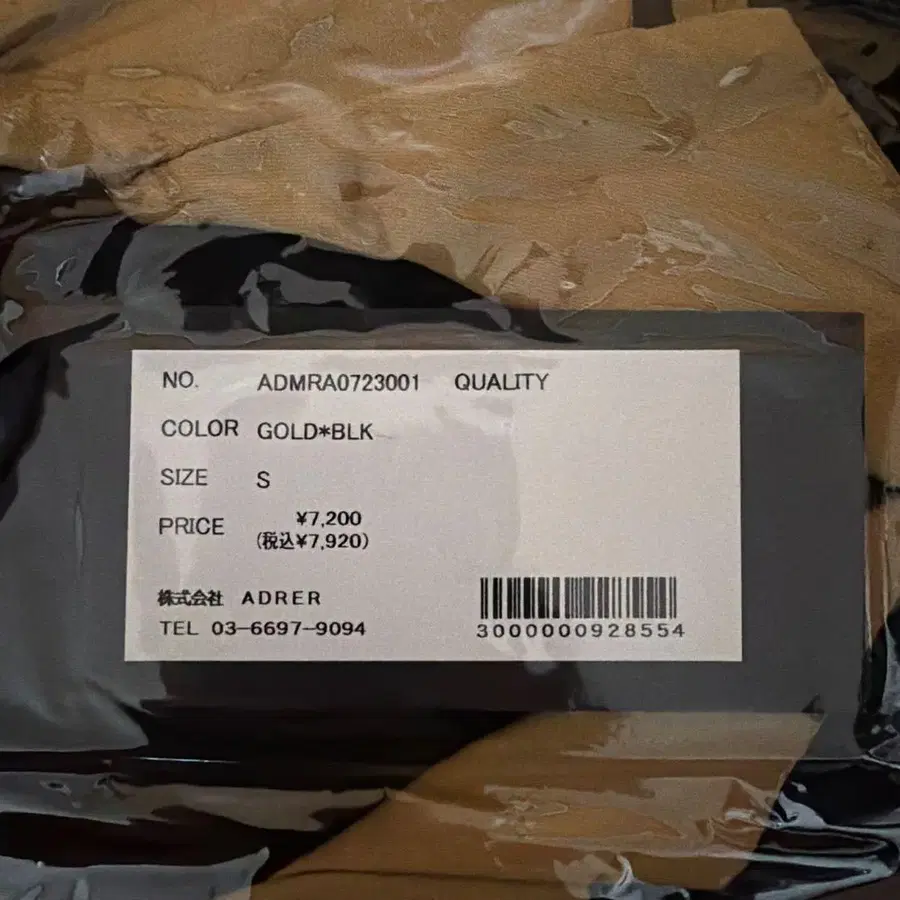 NO. ADMRA0723001 QUALITY
COLOR GOLD*BLK
SIZE S
PRICE ¥7,200
(税込¥7,920)
株式会社 ADRER
TEL 03-6697-9094
3000000928554